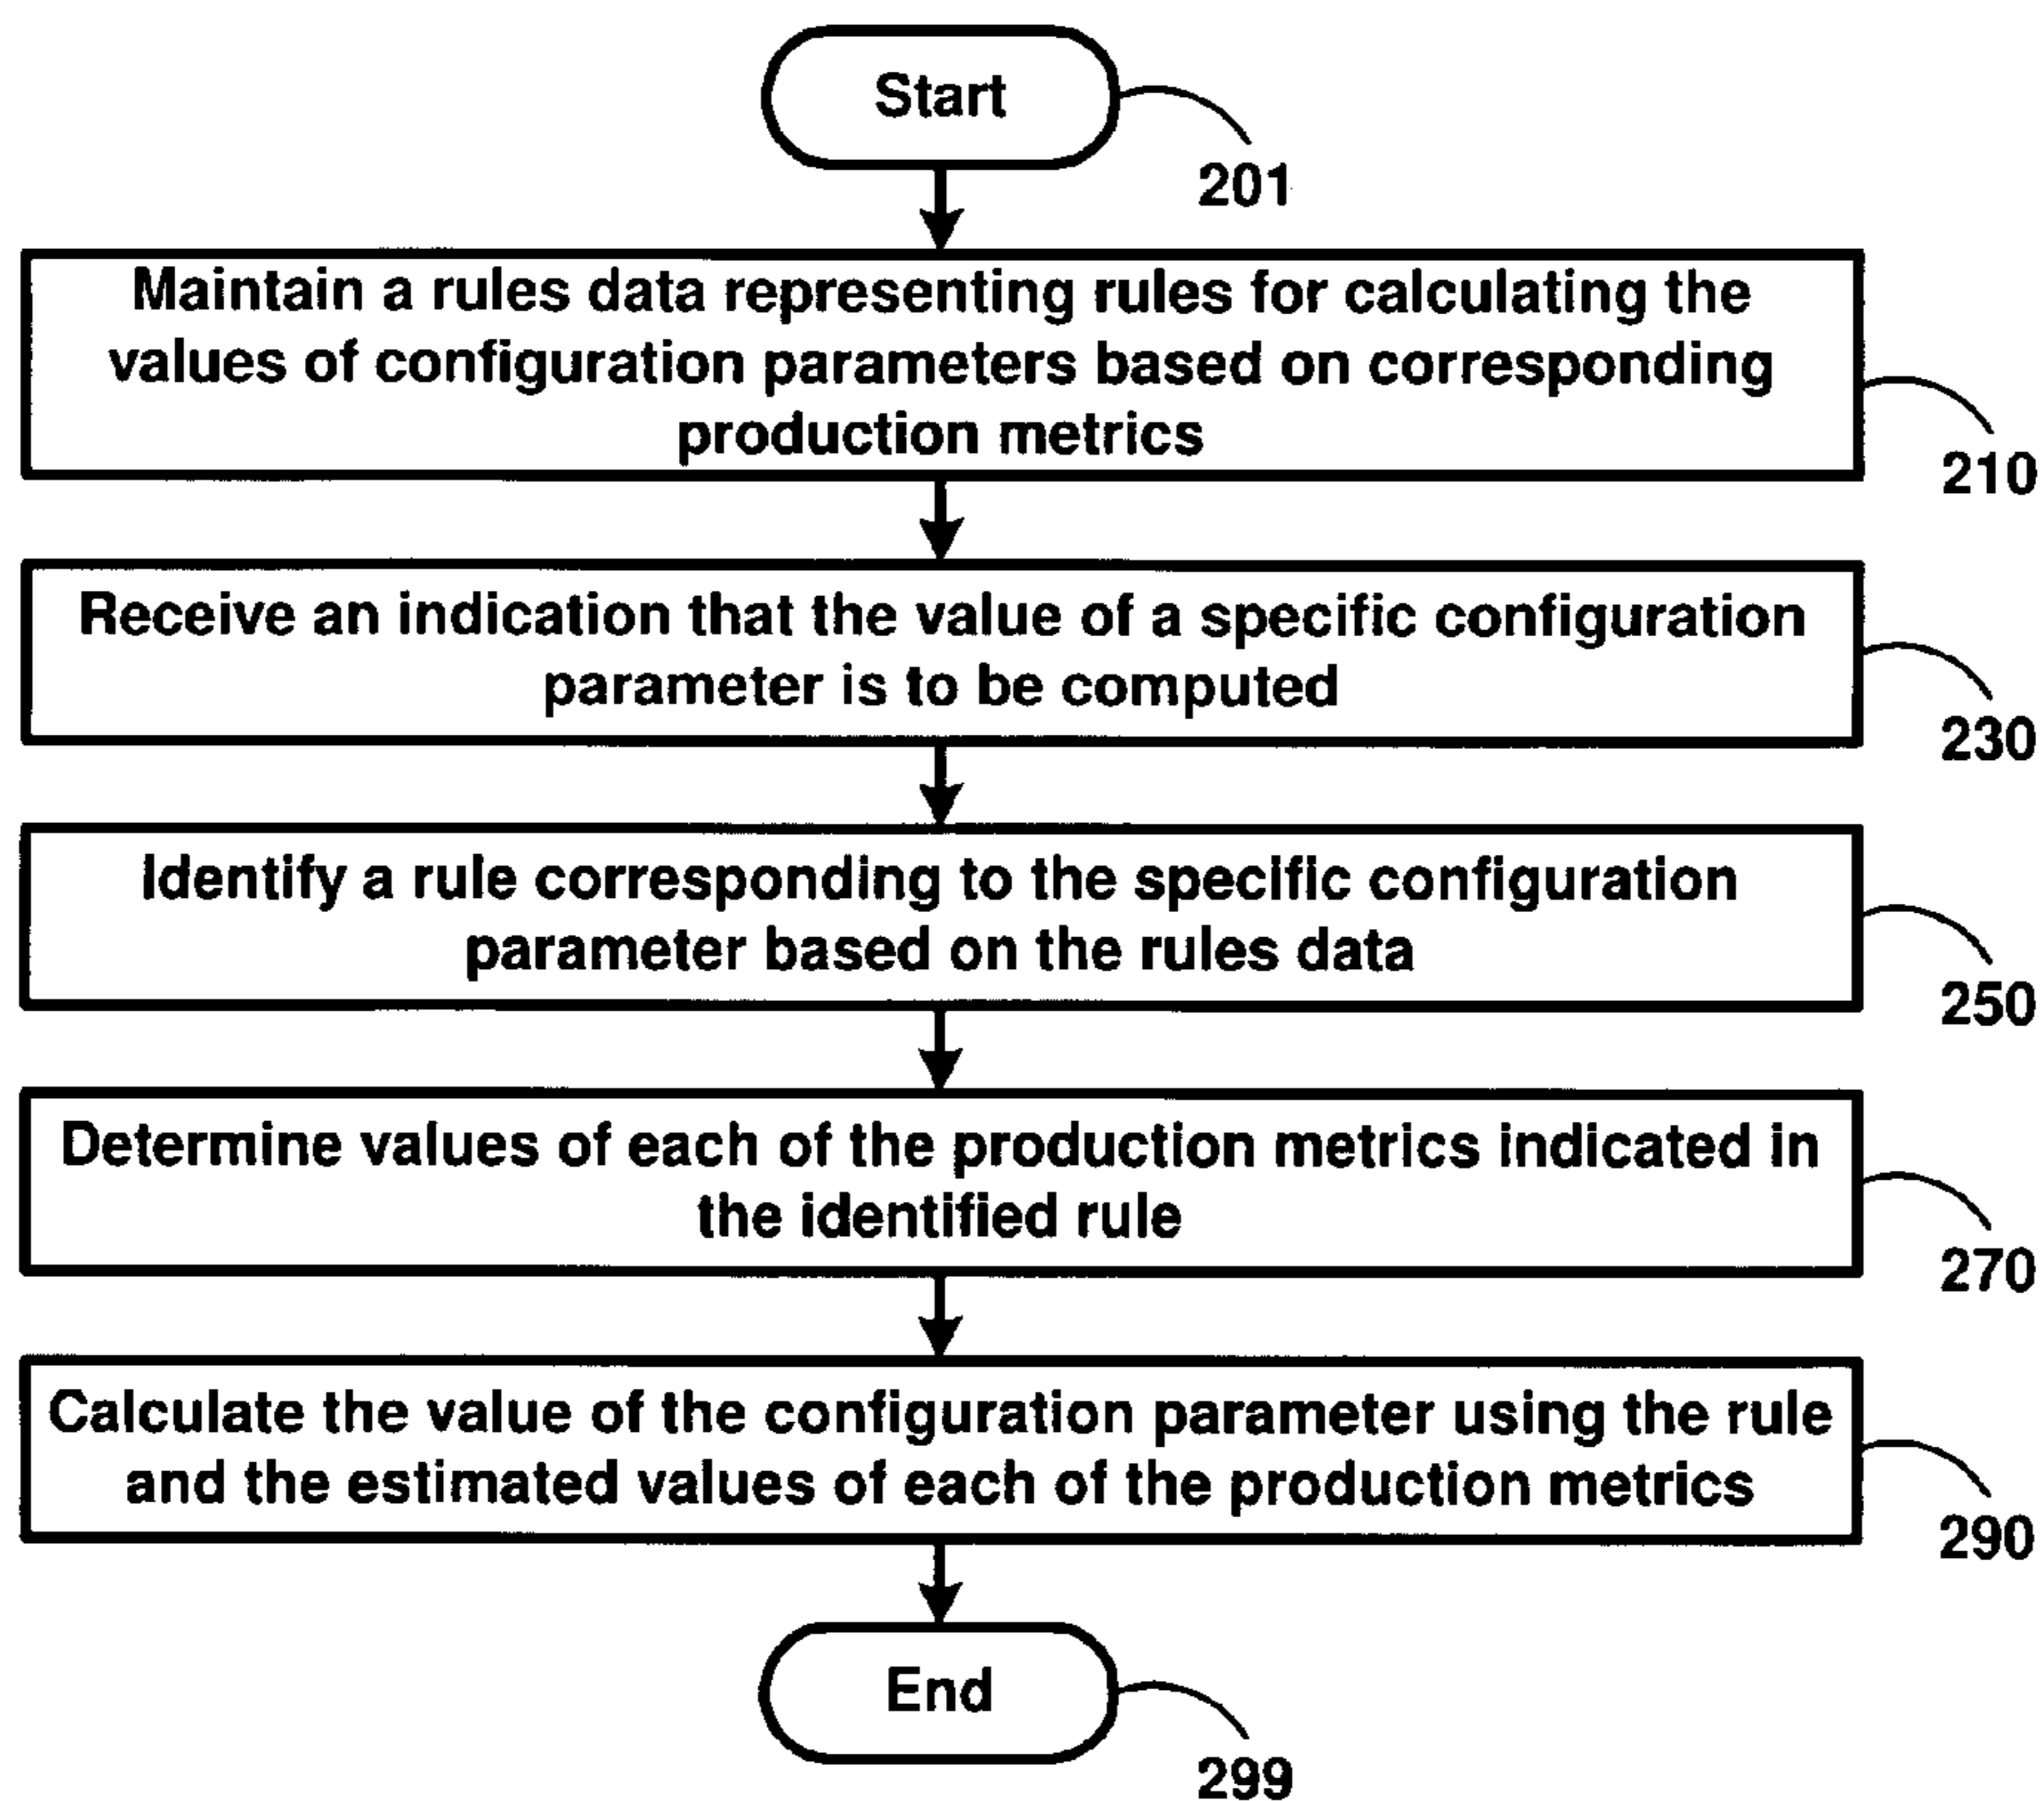 Start
201
Maintain a rules data representing rules for calculating the
values of configuration parameters based on corresponding
production metrics
210
Receive an indication that the value of a specific configuration
parameter is to be computed
230
Identify a rule corresponding to the specific configuration
parameter based on the rules data
250
Determine values of each of the production metrics indicated in
the identified rule
270
Calculate the value of the configuration parameter using the rule
and the estimated values of each of the production metrics
290
End
299